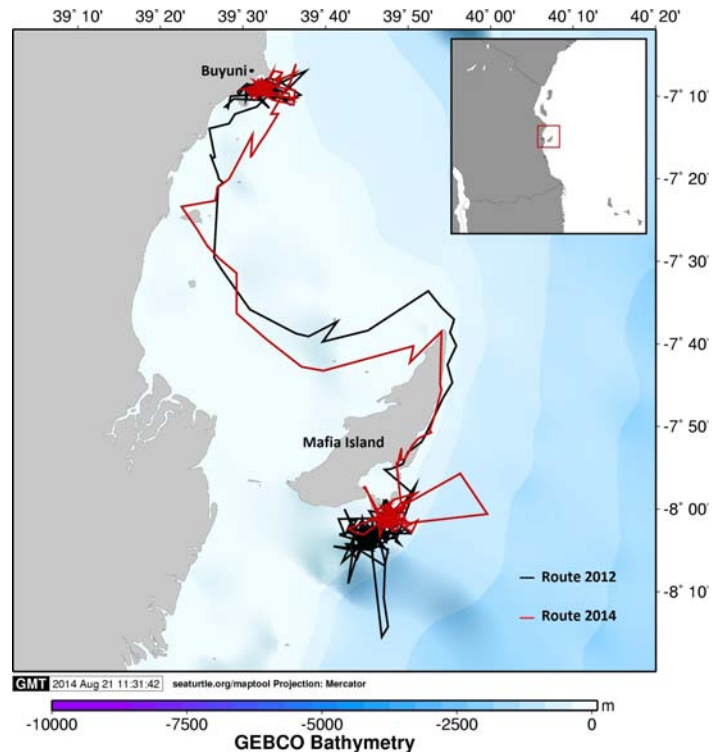 39˚ 10' 39˚ 20' 39˚ 30' 39˚ 40' 39˚ 50' 40˚ 00' 40˚ 10' 40˚ 20'
Buyuni
-7˚ 10'
-7˚ 20'
-7˚ 30'
-7˚ 40'
-7˚ 50'
Mafia Island
-8˚ 00'
Route 2012
-8˚ 10'
Route 2014
GMT 2014 Aug 21 11:31:42 seaturtle.org/maptool Projection: Mercator
m
-10000 -7500 -5000 -2500 0
GEBCO Bathymetry